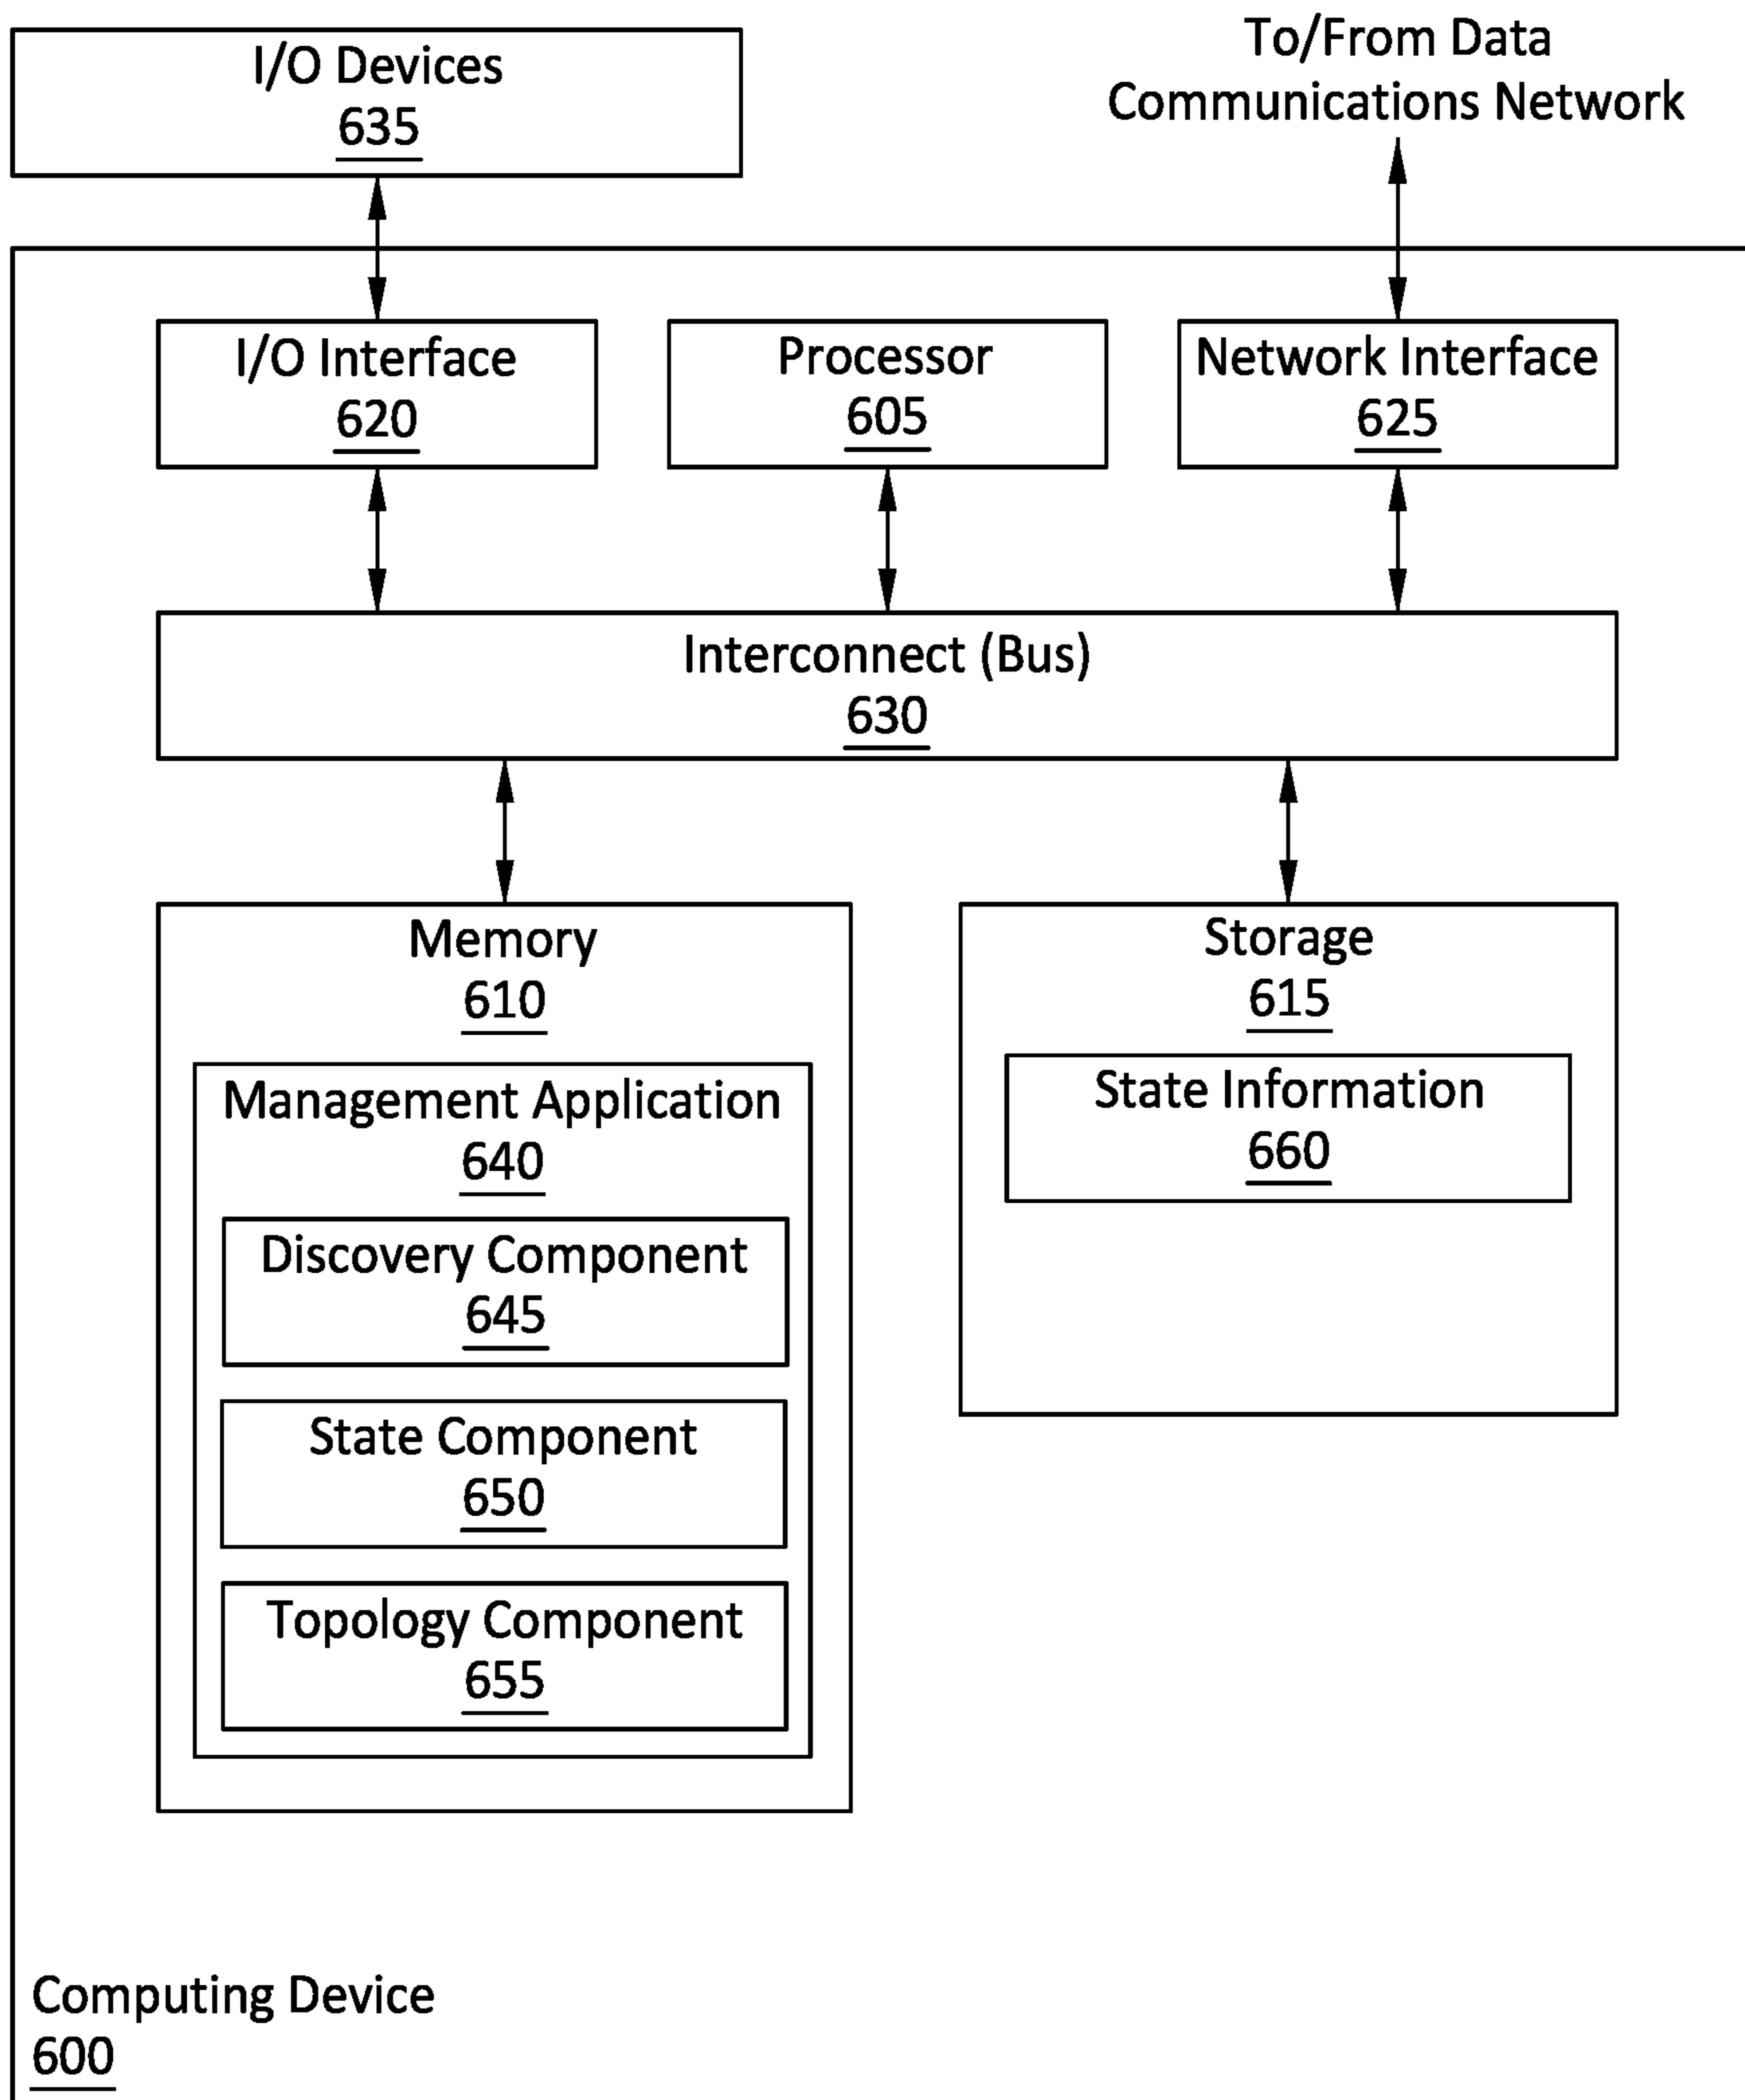 I/O Devices
635
To/From Data
Communications Network
I/O Interface
620
Processor
605
Network Interface
625
Interconnect (Bus)
630
Memory
610
Management Application
640
Discovery Component
645
State Component
650
Topology Component
655
Storage
615
State Information
660
Computing Device
600